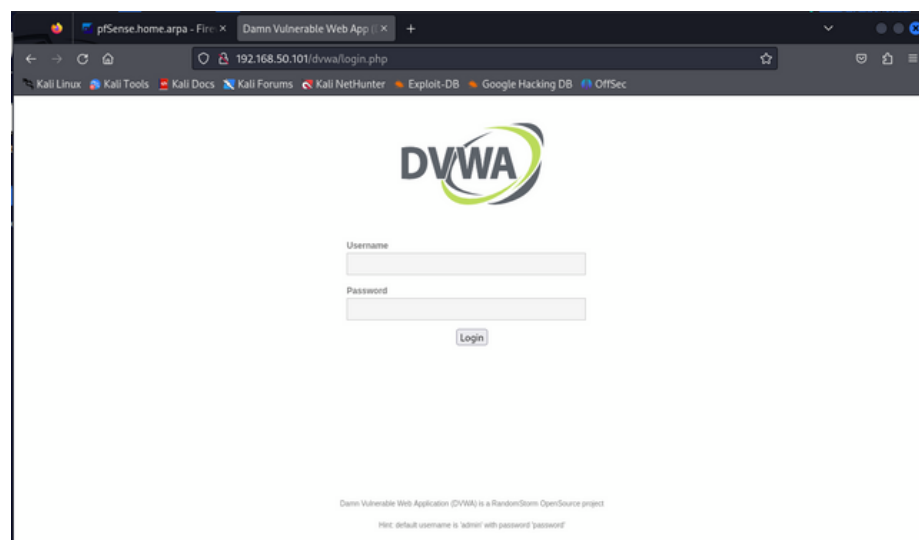 pfSense.home.arpa - Fire
Damn Vulnerable Web App (
192.168.50.101/dvwa/login.php
Kali Linux Kali Tools Kali Docs Kali Forums Kali NetHunter Exploit-DB Google Hacking DB OffSec
DVWA
Username
Password
Login
Damn Vulnerable Web Application (DVWA) is a RandomStorm OpenSource project
Hint: default username is 'admin' with password 'password'